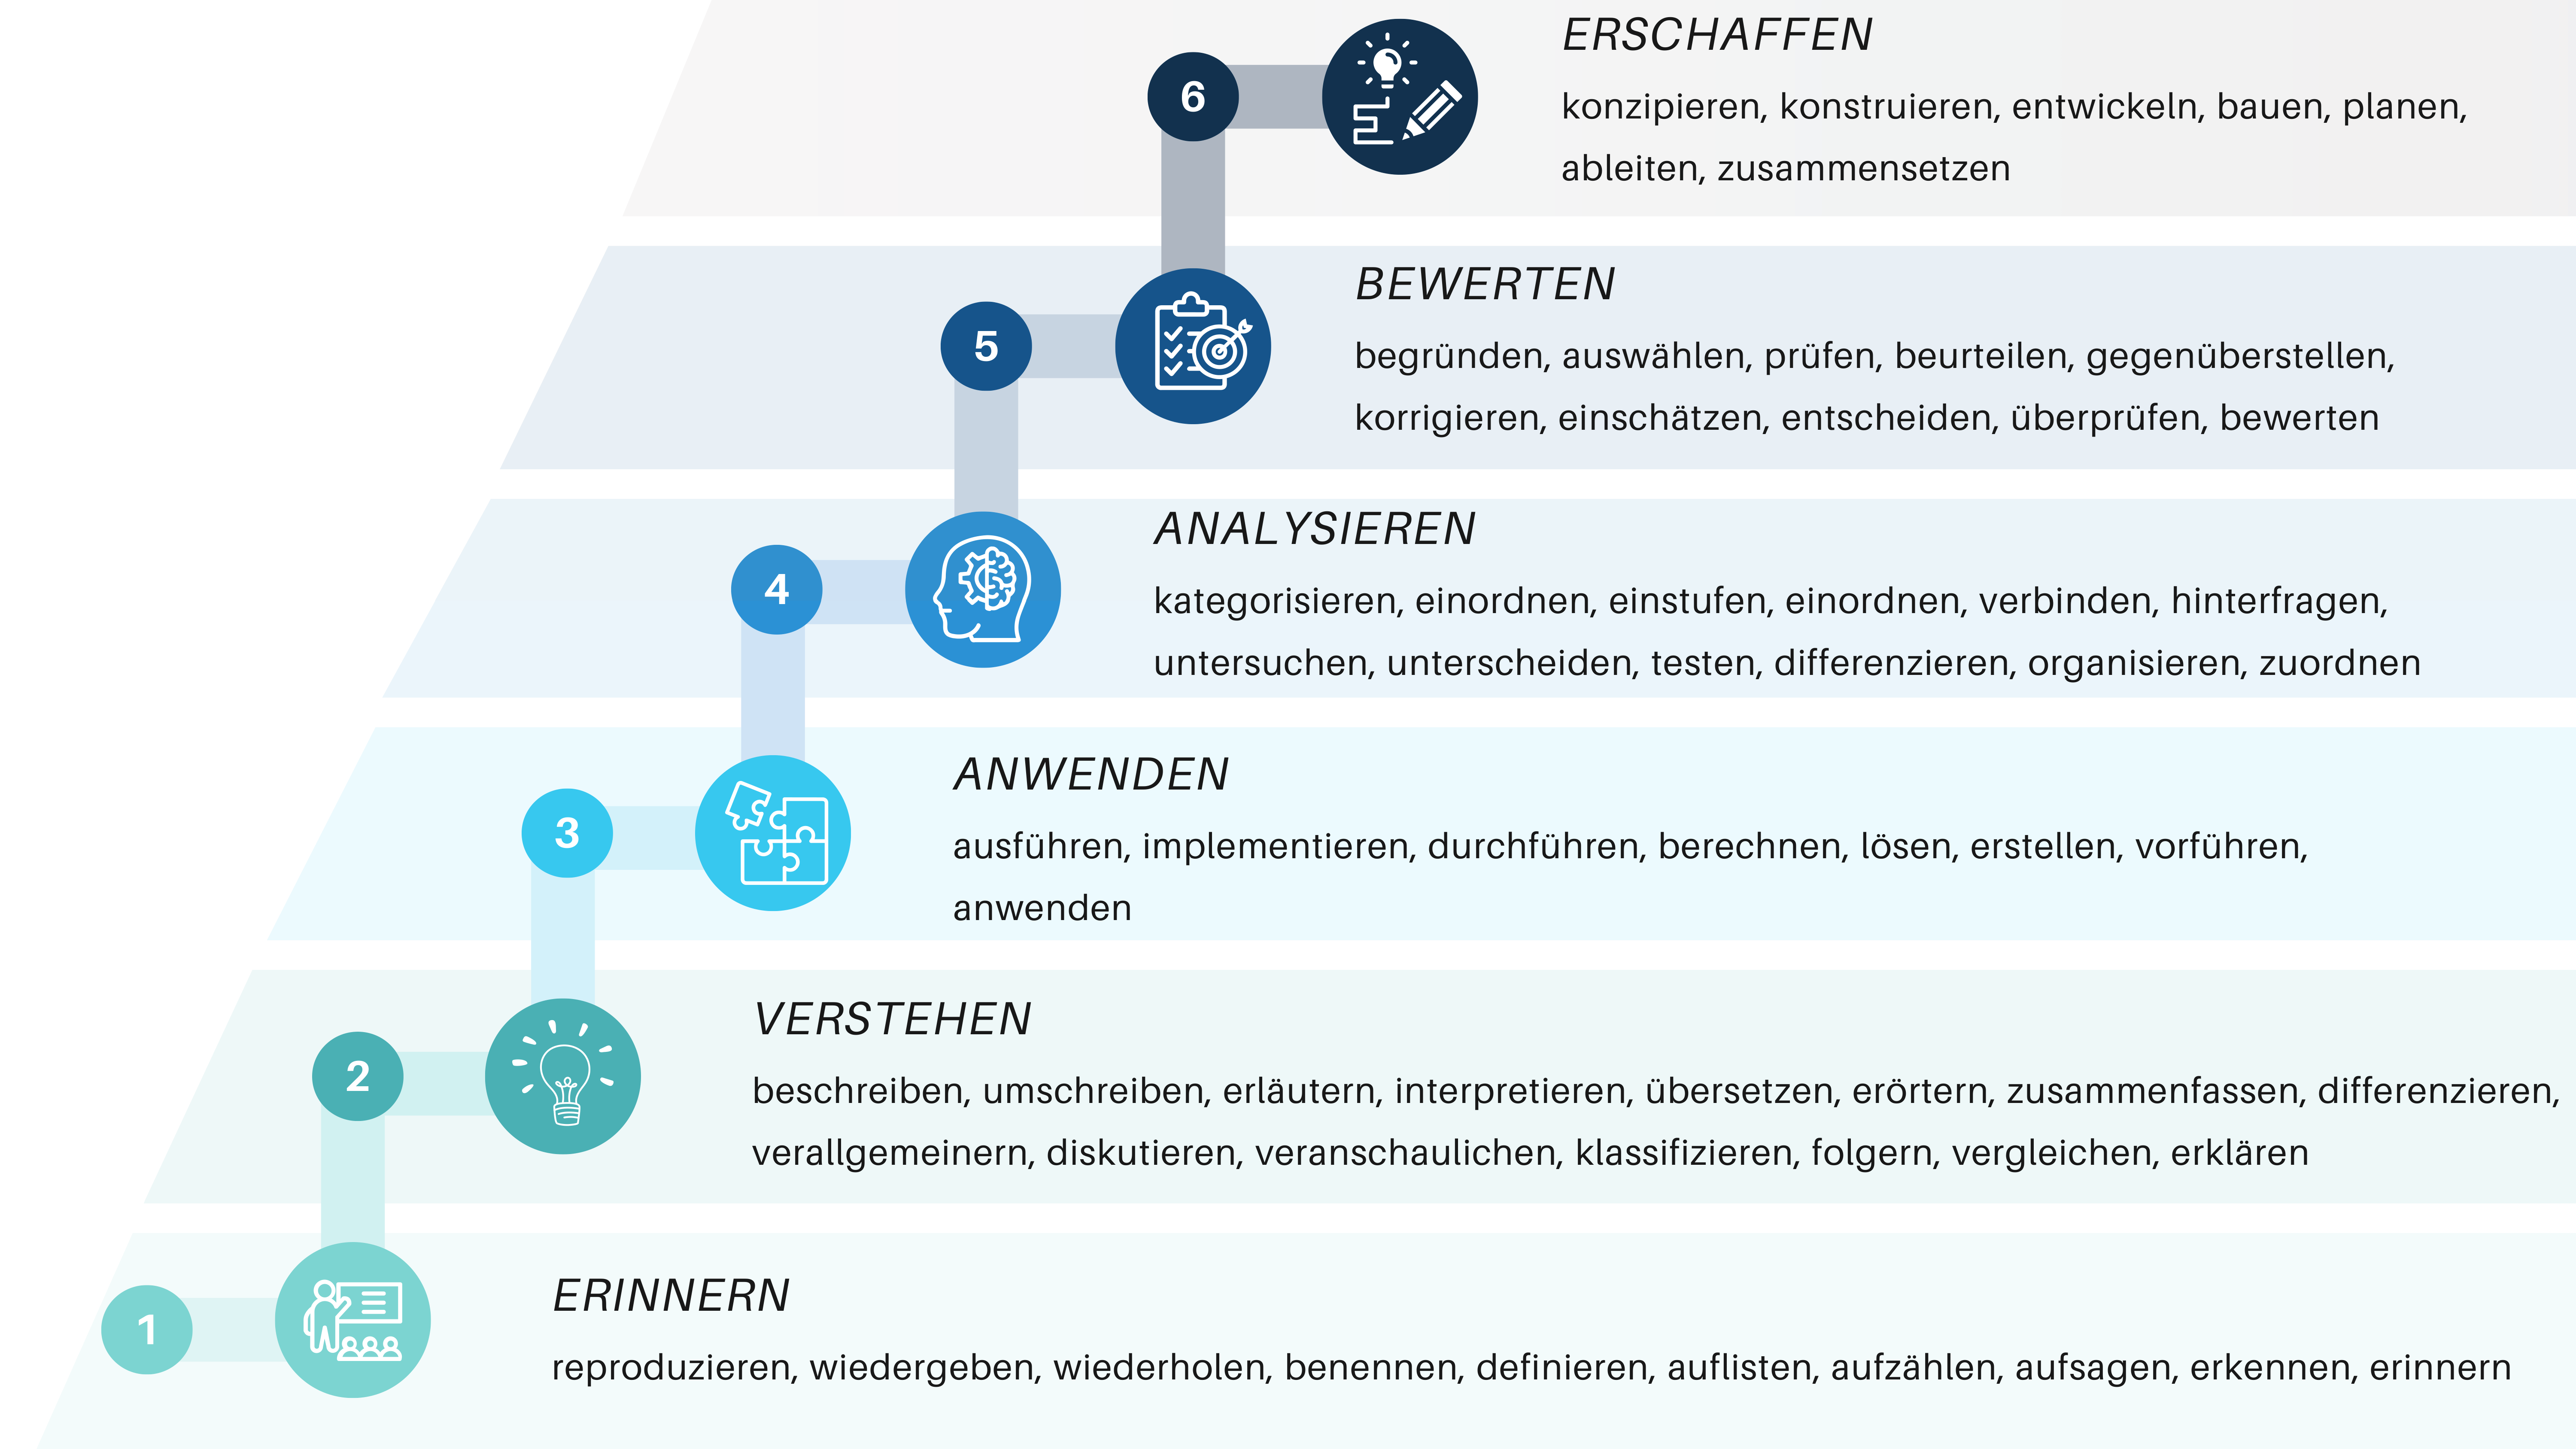 6
ERSCHAFFEN
konzipieren, konstruieren, entwickeln, bauen, planen,
ableiten, zusammensetzen
5
BEWERTEN
begründen, auswählen, prüfen, beurteilen, gegenüberstellen,
korrigieren, einschätzen, entscheiden, überprüfen, bewerten
4
ANALYSIEREN
kategorisieren, einordnen, einstufen, einordnen, verbinden, hinterfragen,
untersuchen, unterscheiden, testen, differenzieren, organisieren, zuordnen
3
ANWENDEN
ausführen, implementieren, durchführen, berechnen, lösen, erstellen, vorführen,
anwenden
2
VERSTEHEN
beschreiben, umschreiben, erläutern, interpretieren, übersetzen, erörtern, zusammenfassen, differenzieren,
verallgemeinern, diskutieren, veranschaulichen, klassifizieren, folgern, vergleichen, erklären
1
ERINNERN
reproduzieren, wiedergeben, wiederholen, benennen, definieren, auflisten, aufzählen, aufsagen, erkennen, erinnern